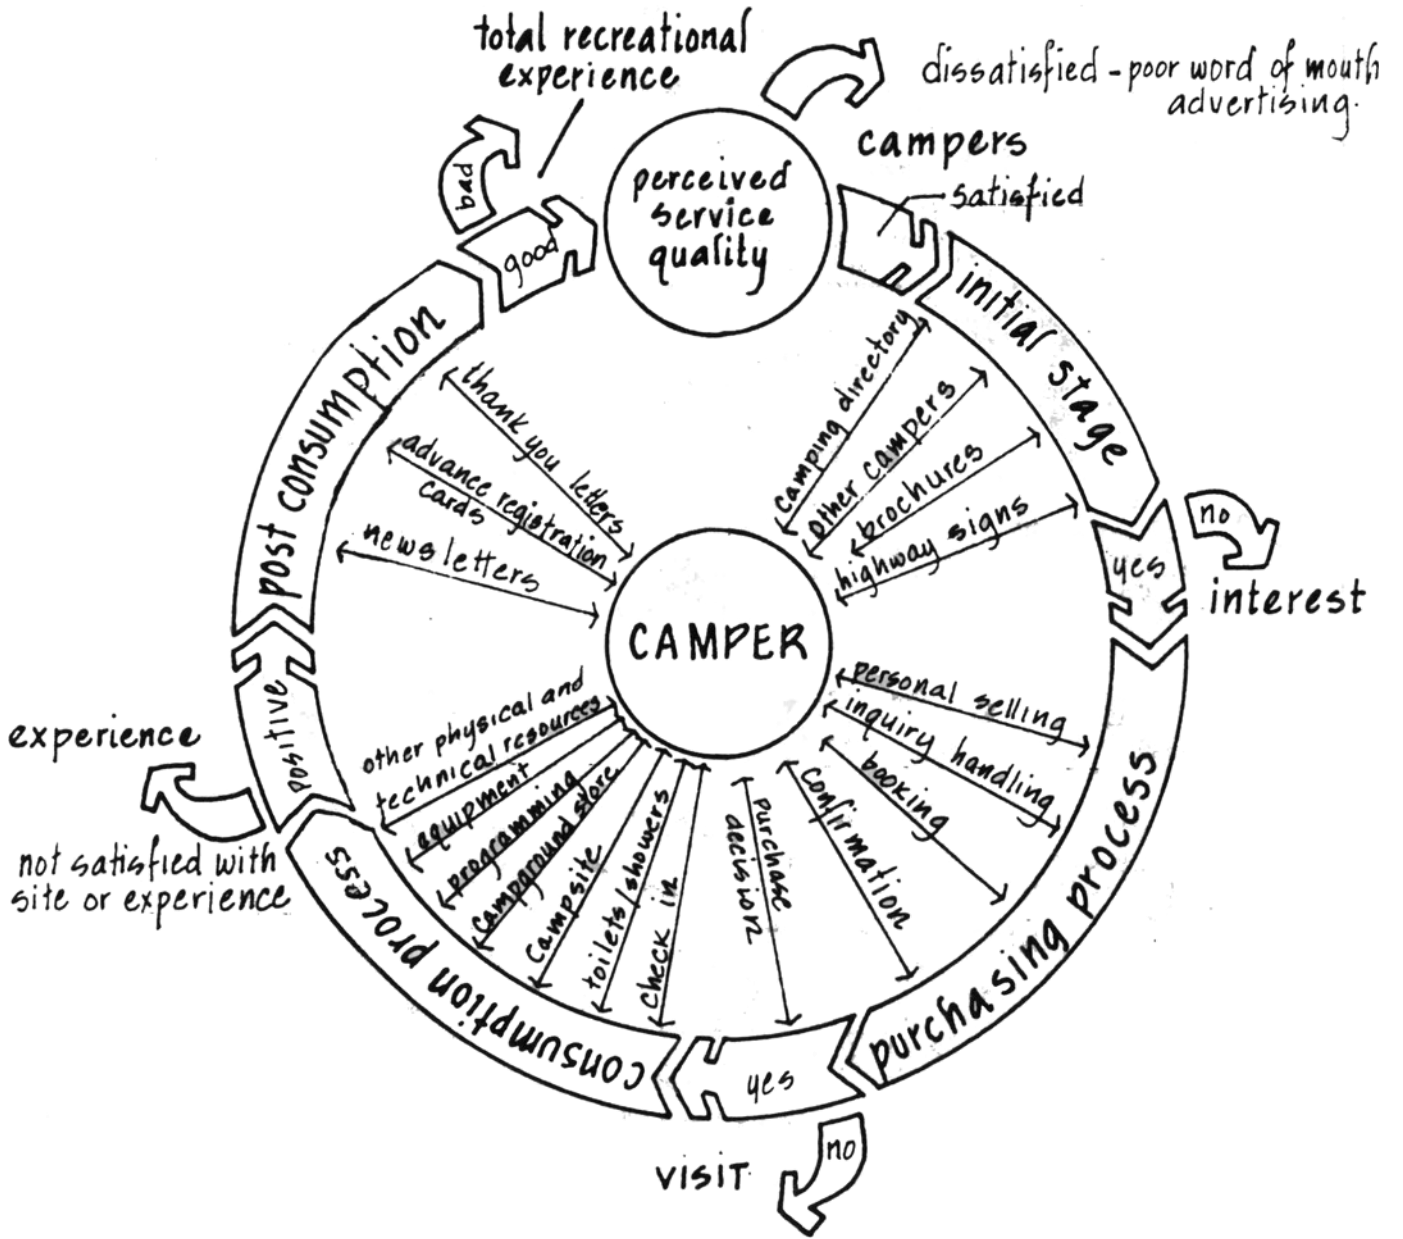 total recreational
experience
dissatisfied - poor word of mouth
advertising.
campers
satisfied
bad
good
perceived
service
quality
initial stage
camping directory
other campers
brochures
highway signs
no
yes
interest
CAMPER
personal selling
inquiry handling
booking
confirmation
purchase
decision
purchasing process
yes
no
visit
check in
toilets/showers
campsite
campground store
programming
equipment
other physical and
technical resources
consumption process
positive
experience
not satisfied with
site or experience
post consumption
thank you letters
advance registration
cards
news letters